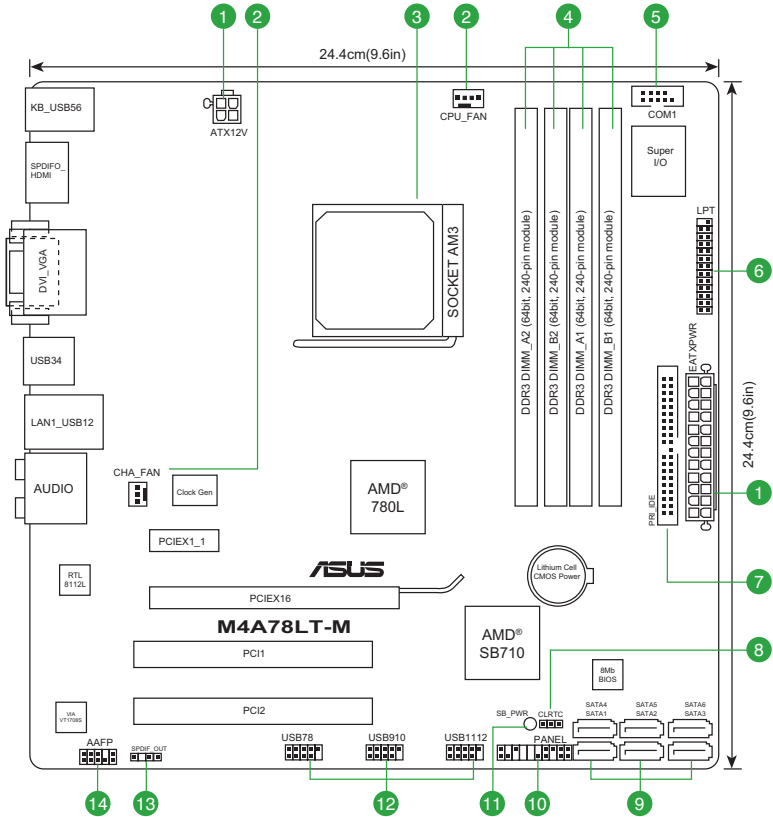 1
2
3
2
4
5
24.4cm(9.6in)
KB_USB56
ATX12V
CPU_FAN
COM1
SPDIFO_
HDMI
Super
I/O
DVI_VGA
SOCKET AM3
DDR3 DIMM_A2 (64bit, 240-pin module)
DDR3 DIMM_B2 (64bit, 240-pin module)
DDR3 DIMM_A1 (64bit, 240-pin module)
DDR3 DIMM_B1 (64bit, 240-pin module)
LPT
6
USB34
EATXPWR
24.4cm(9.6in)
LAN1_USB12
CHA_FAN
2
AUDIO
Clock Gen
AMD®
780L
PRI_IDE
1
PCIEX1_1
ASUS
Lithium Cell
CMOS Power
7
RTL
8112L
PCIEX16
M4A78LT-M
AMD®
SB710
8
PCI1
8Mb
BIOS
PCI2
VIA
VT1708S
SB_PWR
CLRTC
SATA4
SATA1
SATA5
SATA2
SATA6
SATA3
AAFP
SPDIF_OUT
USB78
USB910
USB1112
PANEL
14
13
12
11
10
9